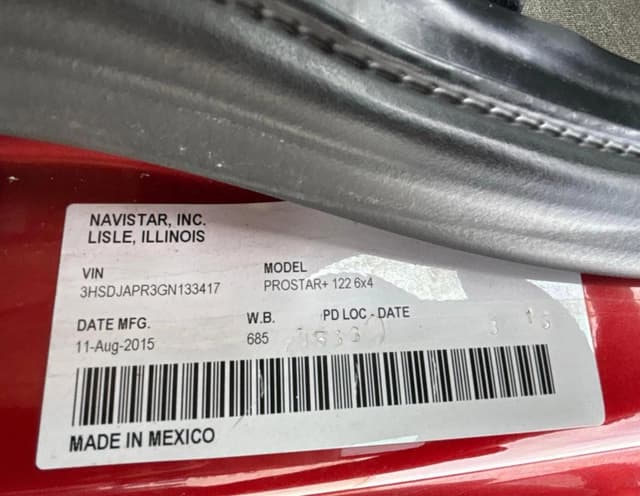 NAVISTAR, INC.
LISLE, ILLINOIS
VIN MODEL
3HSDJAPR3GN133417 PROSTAR+ 122 6x4
DATE MFG. W.B. PD LOC - DATE
11-Aug-2015 685
MADE IN MEXICO